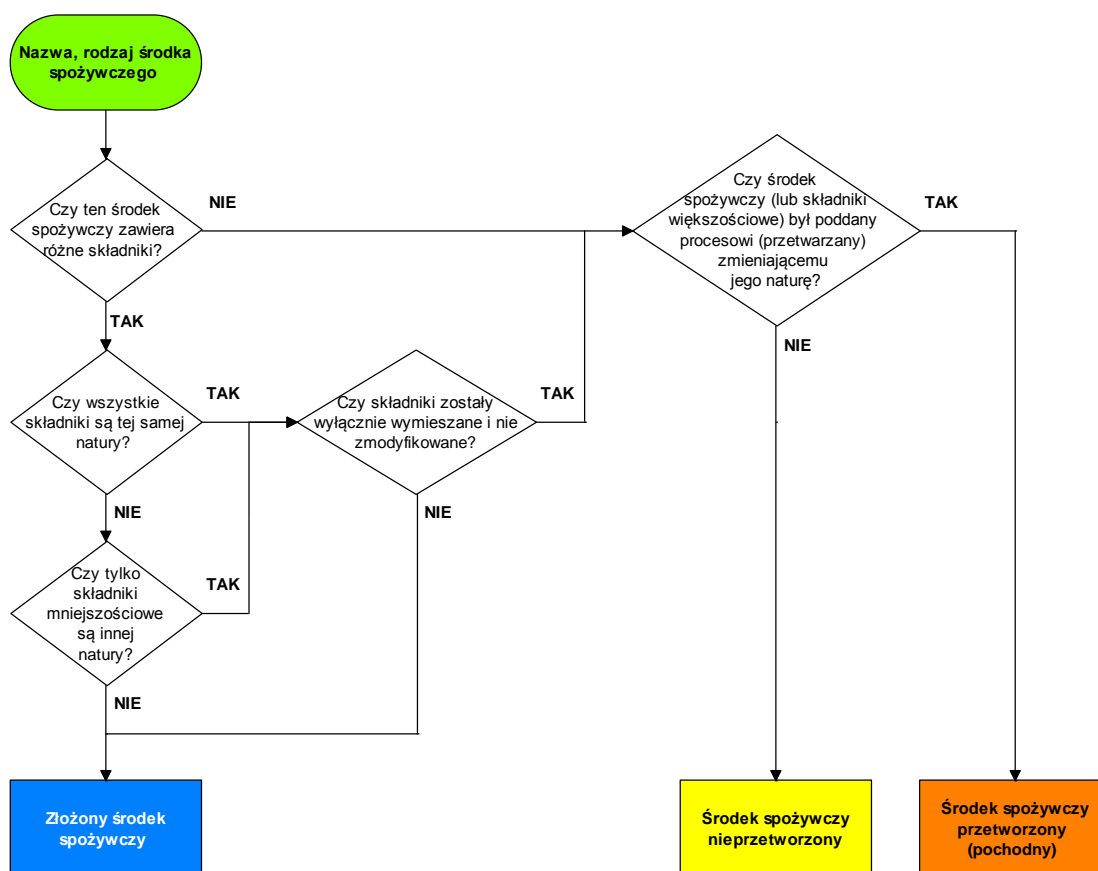 Nazwa, rodzaj środka
spożywczego
Czy ten środek
spożywczy zawiera
różne składniki?
NIE
TAK
Czy środek
spożywczy (lub składniki
większościowe) był poddany
procesowi (przetwarzany)
zmieniającemu
jego naturę?
TAK
NIE
Czy wszystkie
składniki są tej samej
natury?
TAK
NIE
Czy składniki zostały
wyłącznie wymieszane i nie
zmodyfikowane?
TAK
NIE
Czy tylko
składniki
mniejszościowe
są innej
natury?
TAK
NIE
Złożony środek
spożywczy
Środek spożywczy
nieprzetworzony
Środek spożywczy
przetworzony
(pochodny)